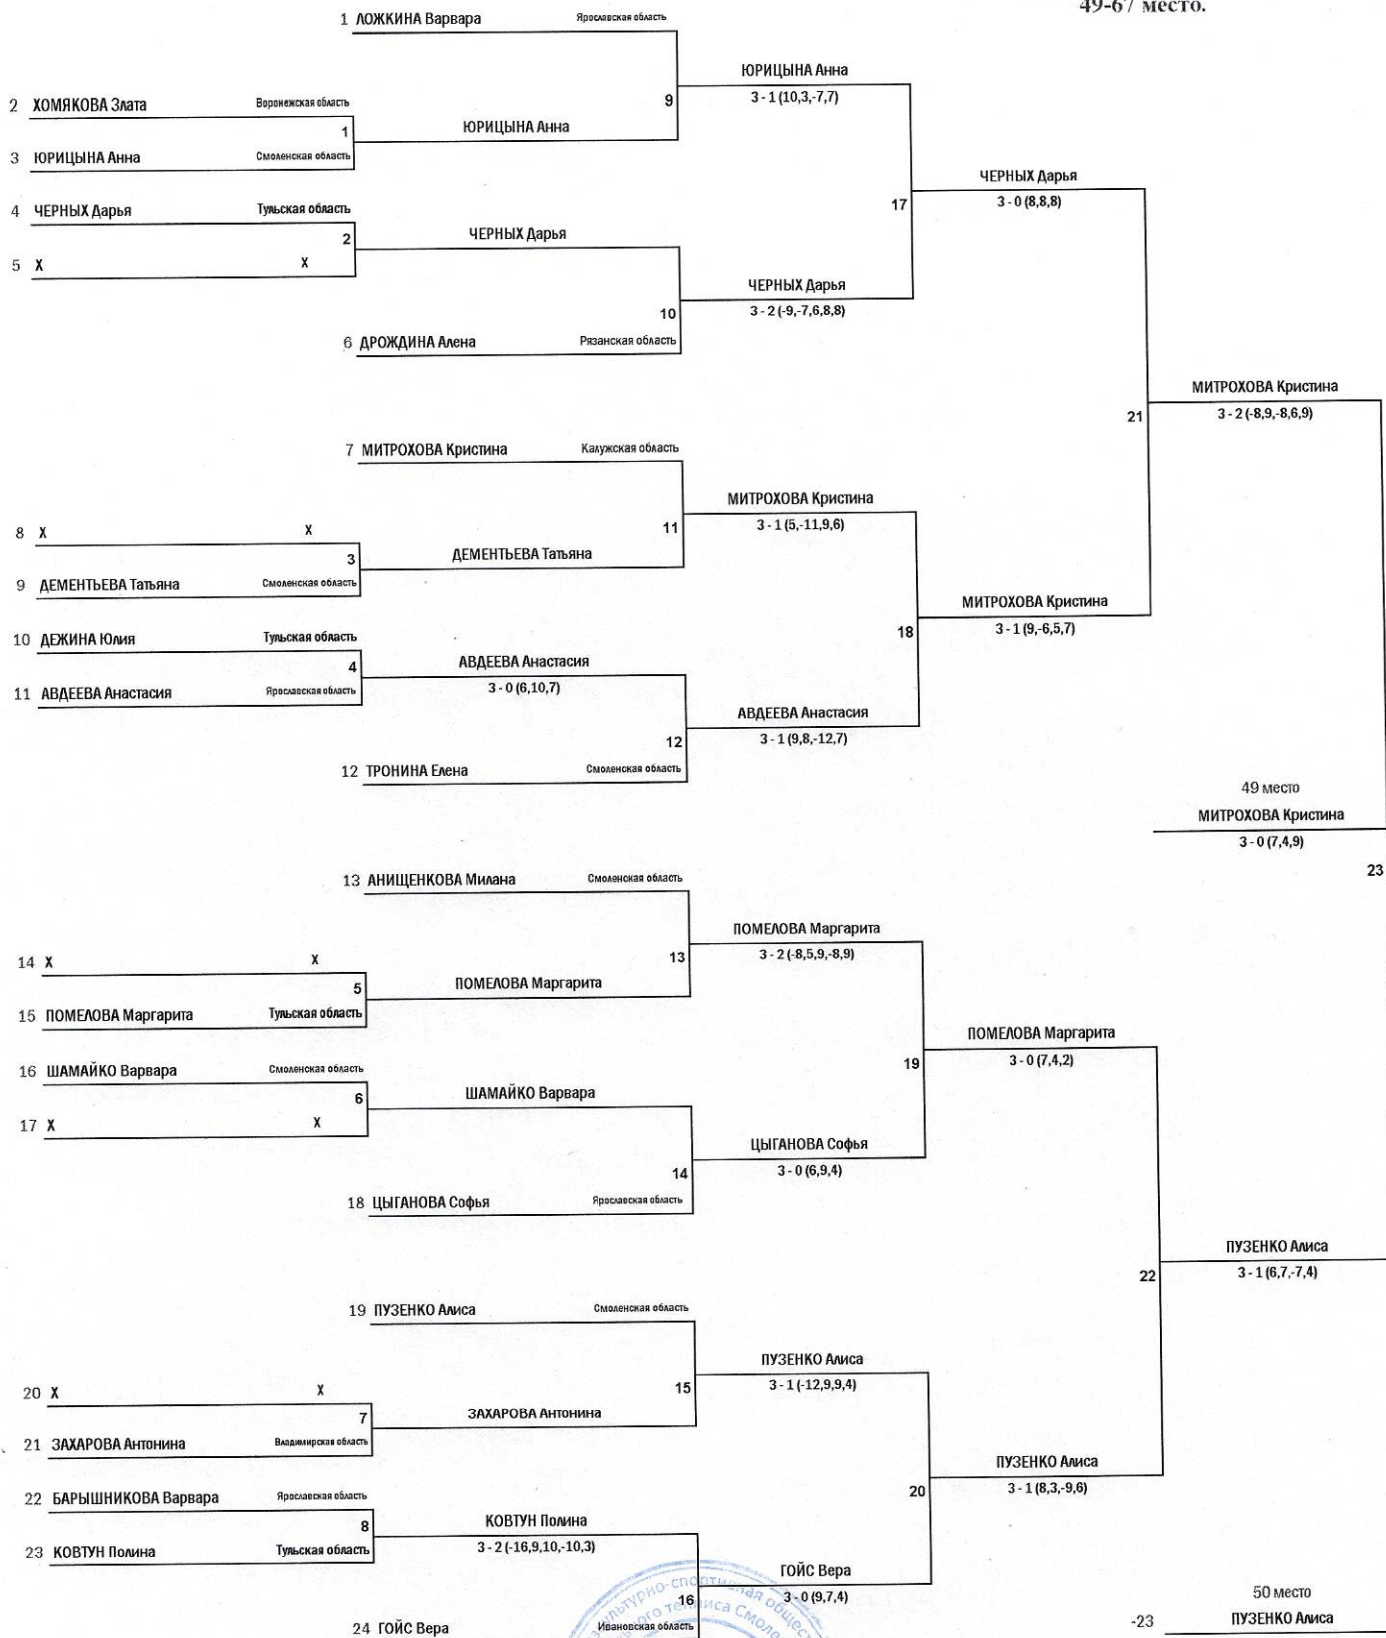 49-67 место.
1 ЛОЖКИНА Варвара Ярославская область
ЮРИЦЫНА Анна
3 - 1 (10,3,-7,7)
2 ХОМЯКОВА Злата Воронежская область
9
1
ЮРИЦЫНА Анна
3 ЮРИЦЫНА Анна Смоленская область
ЧЕРНЫХ Дарья
3 - 0 (8,8,8)
17
4 ЧЕРНЫХ Дарья Тульская область
2
ЧЕРНЫХ Дарья
5 X X
ЧЕРНЫХ Дарья
3 - 2 (-9,-7,6,8,8)
10
6 ДРОЖДИНА Алена Рязанская область
МИТРОХОВА Кристина
3 - 2 (-8,9,-8,6,9)
21
7 МИТРОХОВА Кристина Калужская область
МИТРОХОВА Кристина
3 - 1 (5,-11,9,6)
11
8 X X
3
ДЕМЕНТЬЕВА Татьяна
9 ДЕМЕНТЬЕВА Татьяна Смоленская область
МИТРОХОВА Кристина
3 - 1 (9,-6,5,7)
18
10 ДЕЖИНА Юлия Тульская область
4
АВДЕЕВА Анастасия
3 - 0 (6,10,7)
11 АВДЕЕВА Анастасия Ярославская область
АВДЕЕВА Анастасия
3 - 1 (9,8,-12,7)
12
12 ТРОНИНА Елена Смоленская область
49 место
МИТРОХОВА Кристина
3 - 0 (7,4,9)
23
13 АНИЩЕНКОВА Милана Смоленская область
ПОМЕЛОВА Маргарита
3 - 2 (-8,5,9,-8,9)
13
14 X X
5
ПОМЕЛОВА Маргарита
15 ПОМЕЛОВА Маргарита Тульская область
ПОМЕЛОВА Маргарита
3 - 0 (7,4,2)
19
16 ШАМАЙКО Варвара Смоленская область
6
ШАМАЙКО Варвара
17 X X
ЦЫГАНОВА Софья
3 - 0 (6,9,4)
14
18 ЦЫГАНОВА Софья Ярославская область
ПУЗЕНКО Алиса
3 - 1 (6,7,-7,4)
22
19 ПУЗЕНКО Алиса Смоленская область
ПУЗЕНКО Алиса
3 - 1 (-12,9,9,4)
15
20 X X
7
ЗАХАРОВА Антонина
21 ЗАХАРОВА Антонина Владимирская область
ПУЗЕНКО Алиса
3 - 1 (8,3,-9,6)
20
22 БАРЫШНИКОВА Варвара Ярославская область
8
КОВТУН Полина
3 - 2 (-16,9,10,-10,3)
23 КОВТУН Полина Тульская область
ГОЙС Вера
3 - 0 (9,7,4)
16
24 ГОЙС Вера Ивановская область
50 место
-23 ПУЗЕНКО Алиса